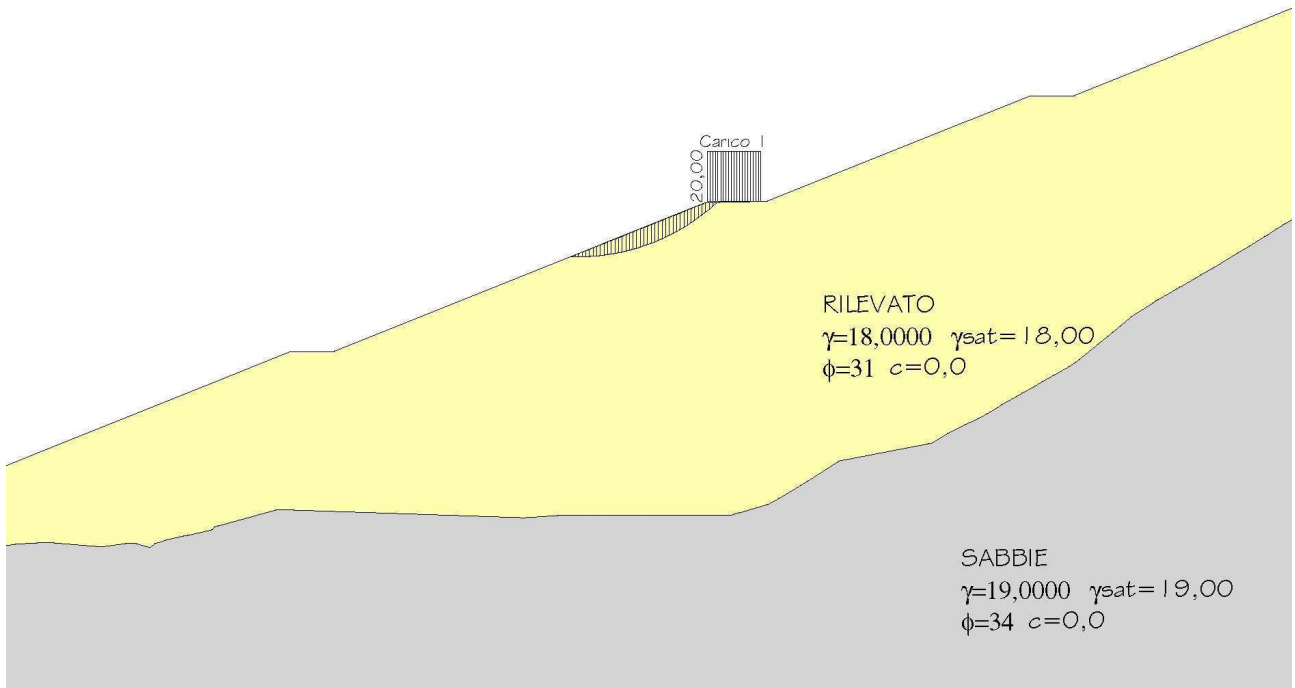 Carico 1
20,00
RILEVATO
γ=18,0000 γsat=18,00
ϕ=31 c=0,0
SABBIE
γ=19,0000 γsat=19,00
ϕ=34 c=0,0